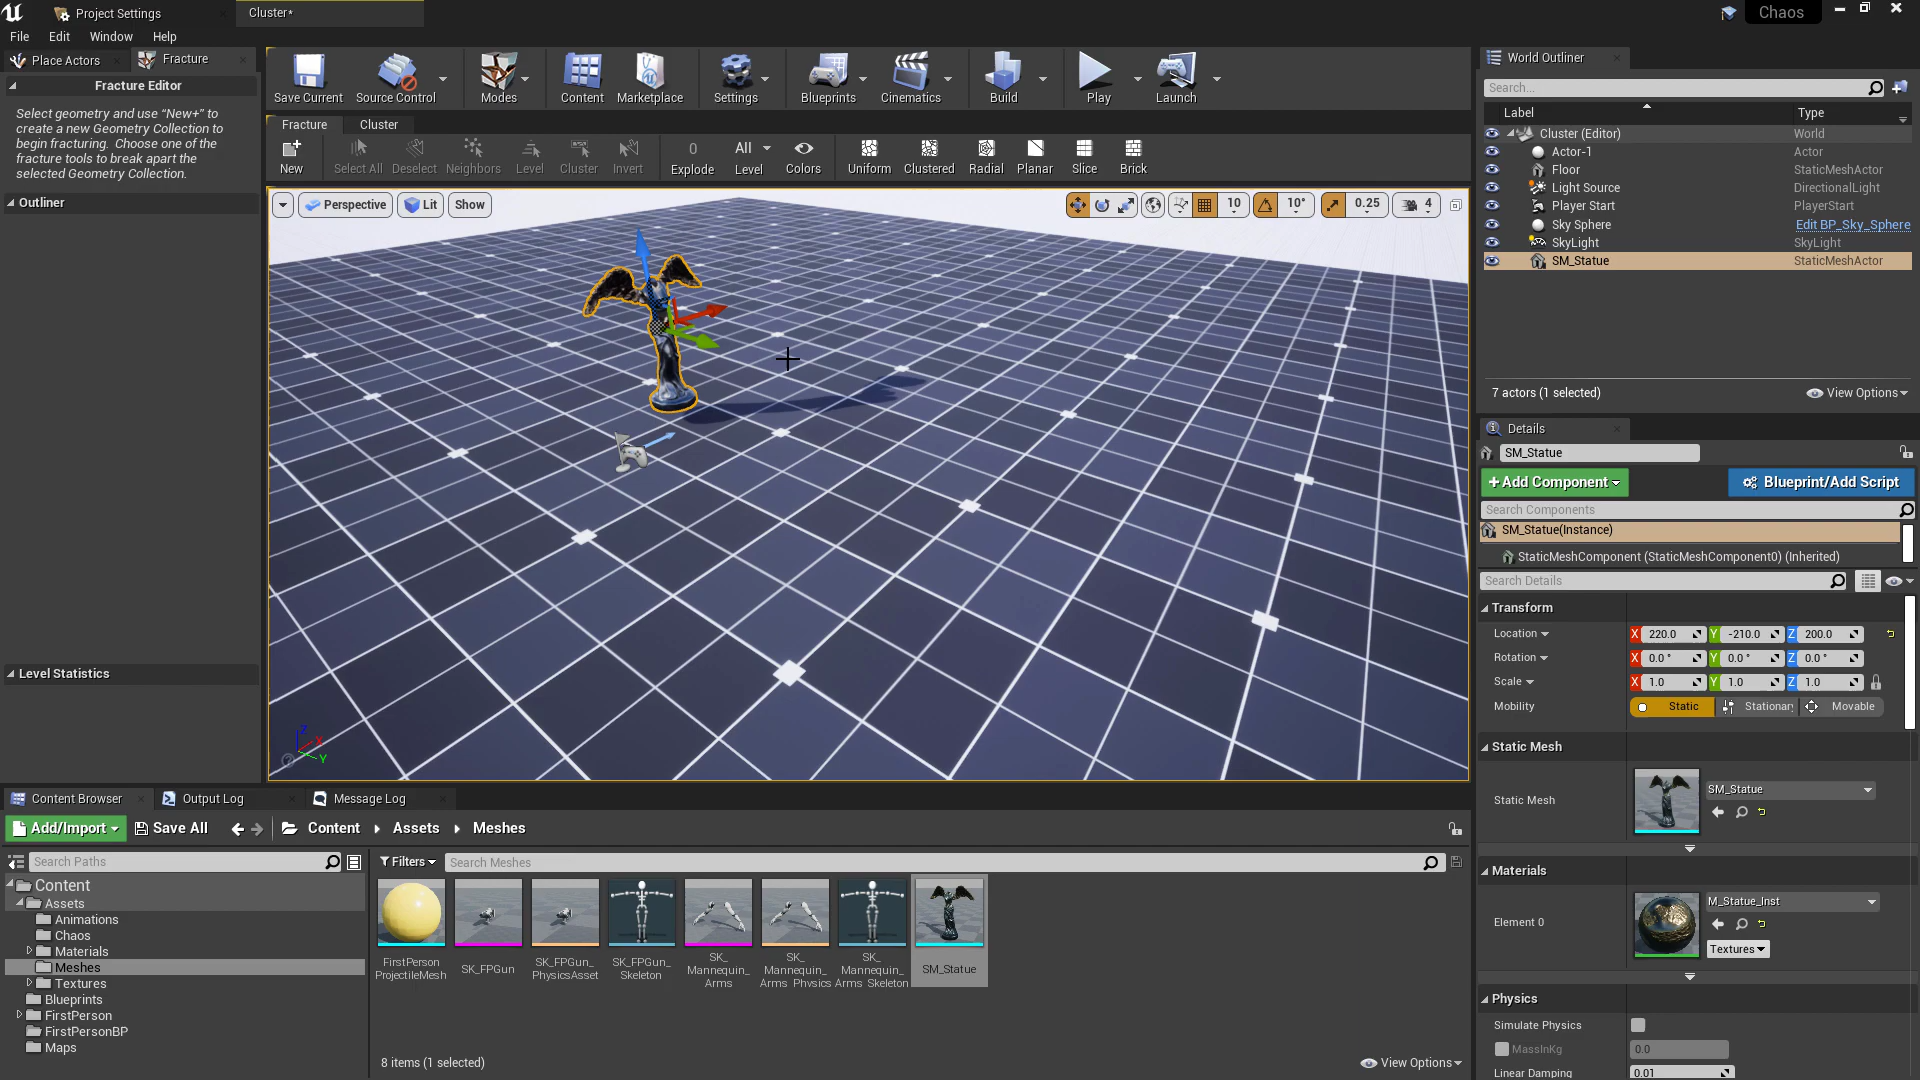 Project Settings
Cluster*
Chaos
File Edit Window Help
Place Actors
Fracture
Fracture Editor
Select geometry and use “New+” to
create a new Geometry Collection to
begin fracturing. Choose one of the
fracture tools to break apart the
selected Geometry Collection.
Outliner
Level Statistics
Save Current
Source Control
Modes
Content
Marketplace
Settings
Blueprints
Cinematics
Build
Play
Launch
Fracture
Cluster
New
Select All
Deselect
Neighbors
Level
Cluster
Invert
0
Explode
All
Level
Colors
Uniform
Clustered
Radial
Planar
Slice
Brick
Perspective
Lit
Show
10
10°
0.25
4
Z
X
Y
World Outliner
Search...
Label Type
Cluster (Editor) World
Actor-1 Actor
Floor StaticMeshActor
Light Source DirectionalLight
Player Start PlayerStart
Sky Sphere Edit BP_Sky_Sphere
SkyLight SkyLight
SM_Statue StaticMeshActor
7 actors (1 selected)
View Options
Details
SM_Statue
+Add Component
Blueprint/Add Script
Search Components
SM_Statue(Instance)
StaticMeshComponent (StaticMeshComponent0) (Inherited)
Search Details
Transform
Location X 220.0 Y -210.0 Z 200.0
Rotation X 0.0 ° Y 0.0 ° Z 0.0 °
Scale X 1.0 Y 1.0 Z 1.0
Mobility Static Stationary Movable
Static Mesh
Static Mesh
SM_Statue
Materials
Element 0
M_Statue_Inst
Textures
Physics
Simulate Physics
MassInKg 0.0
Linear Damping 0.01
Content Browser
Output Log
Message Log
Add/Import
Save All
Content
Assets
Meshes
Search Paths
Filters
Search Meshes
Content
Assets
Animations
Chaos
Materials
Meshes
Textures
Blueprints
FirstPerson
FirstPersonBP
Maps
FirstPerson
ProjectileMesh
SK_FPGun
SK_FPGun_
PhysicsAsset
SK_FPGun_
Skeleton
SK_
Mannequin_
Arms
SK_
Mannequin_
Arms_Physics
SK_
Mannequin_
Arms_Skeleton
SM_Statue
8 items (1 selected)
View Options